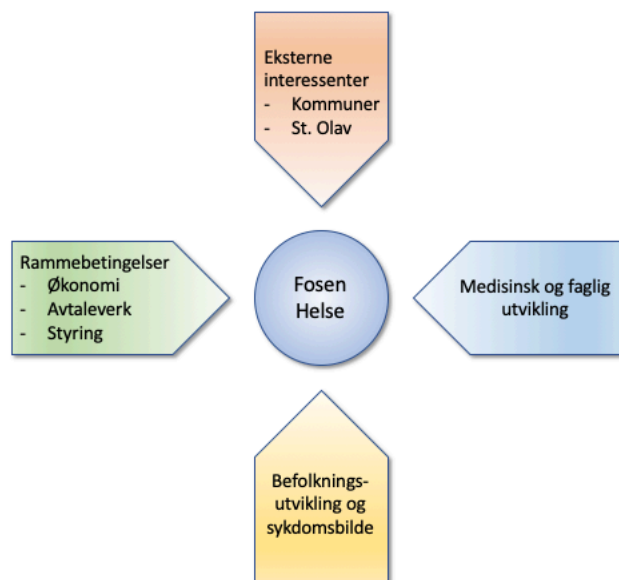 Eksterne
interessenter
- Kommuner
- St. Olav
Rammebetingelser
- Økonomi
- Avtaleverk
- Styring
Fosen
Helse
Medisinsk og faglig
utvikling
Befolknings-
utvikling og
sykdomsbilde